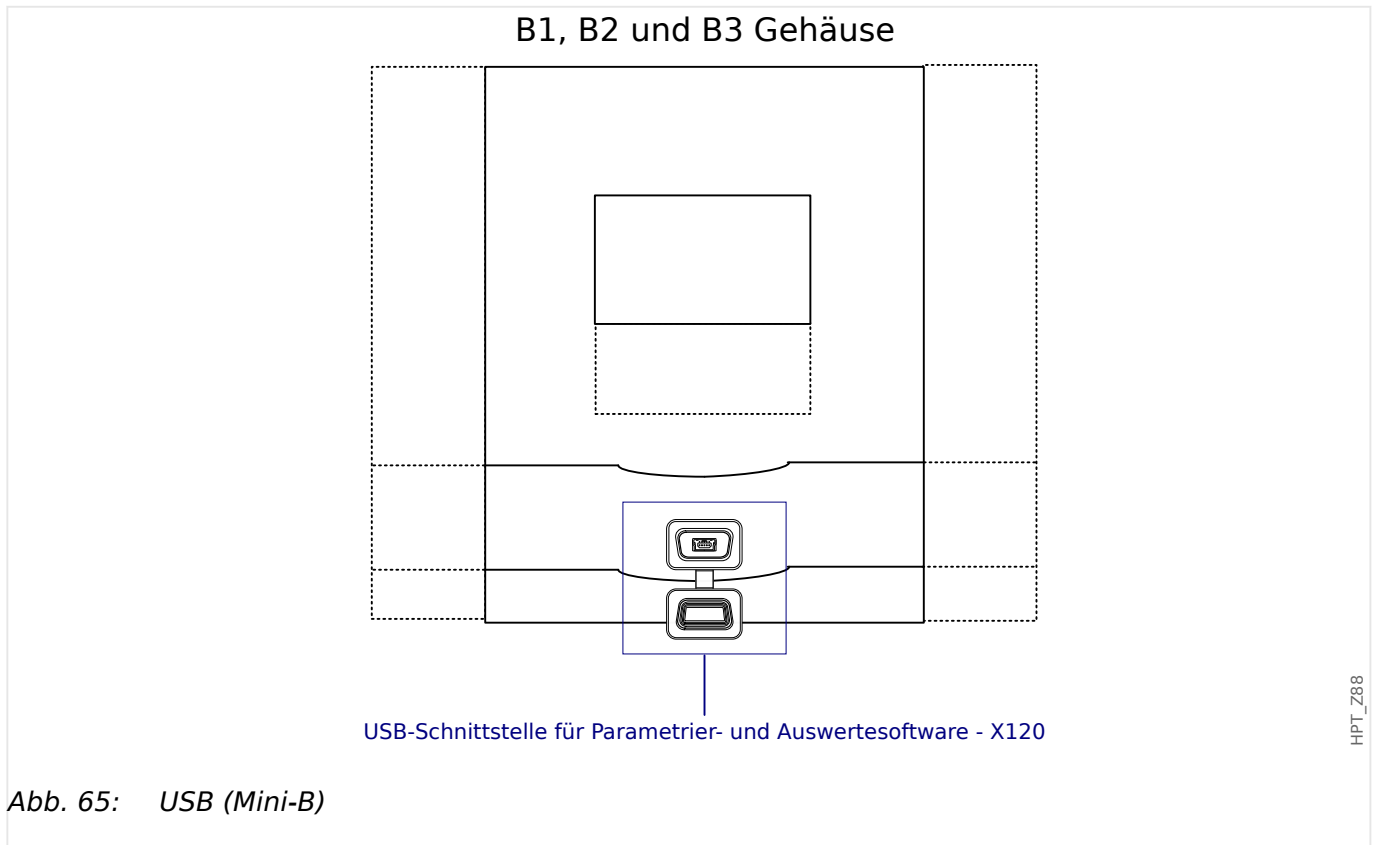 B1, B2 und B3 Gehäuse
USB-Schnittstelle für Parametrier- und Auswertesoftware - X120
HPT_Z88
Abb. 65: USB (Mini-B)